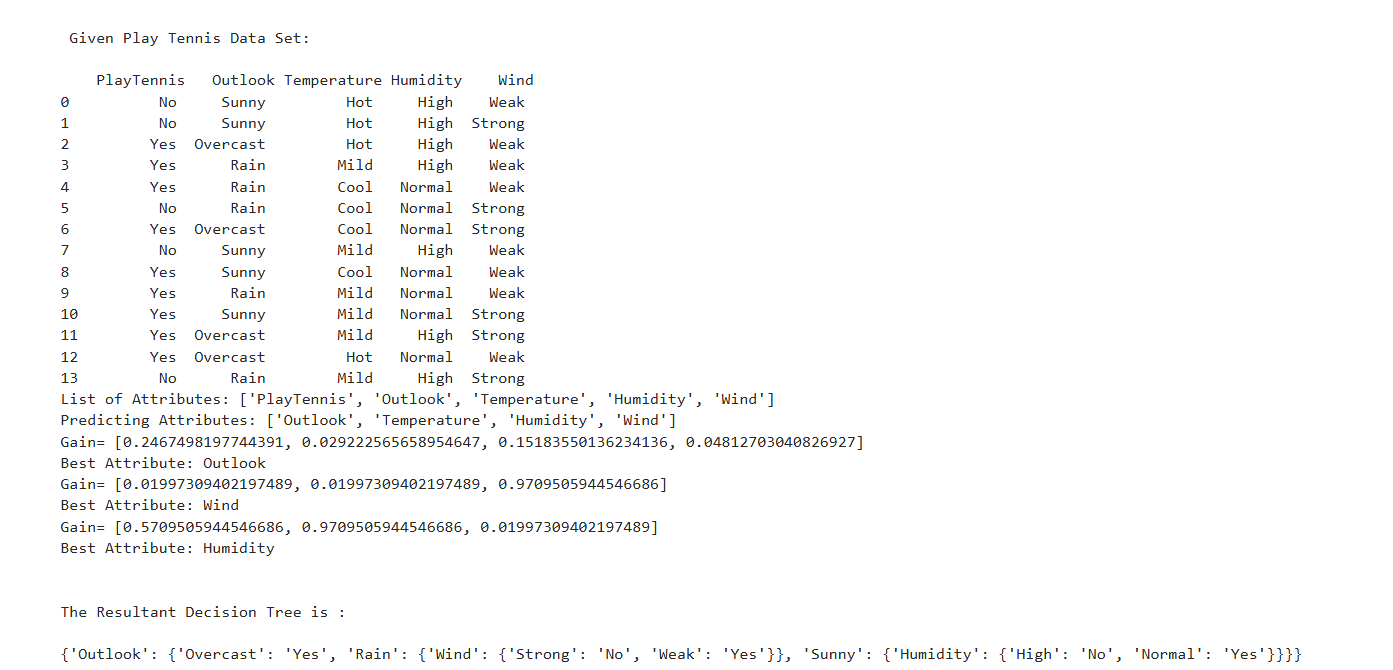 Given Play Tennis Data Set:
PlayTennis Outlook Temperature Humidity Wind
0 No Sunny Hot High Weak
1 No Sunny Hot High Strong
2 Yes Overcast Hot High Weak
3 Yes Rain Mild High Weak
4 Yes Rain Cool Normal Weak
5 No Rain Cool Normal Strong
6 Yes Overcast Cool Normal Strong
7 No Sunny Mild High Weak
8 Yes Sunny Cool Normal Weak
9 Yes Rain Mild Normal Weak
10 Yes Sunny Mild Normal Strong
11 Yes Overcast Mild High Strong
12 Yes Overcast Hot Normal Weak
13 No Rain Mild High Strong
List of Attributes: ['PlayTennis', 'Outlook', 'Temperature', 'Humidity', 'Wind']
Predicting Attributes: ['Outlook', 'Temperature', 'Humidity', 'Wind']
Gain= [0.2467498197744391, 0.029222565658954647, 0.15183550136234136, 0.04812703040826927]
Best Attribute: Outlook
Gain= [0.01997309402197489, 0.01997309402197489, 0.9709505944546686]
Best Attribute: Wind
Gain= [0.5709505944546686, 0.9709505944546686, 0.01997309402197489]
Best Attribute: Humidity
The Resultant Decision Tree is :
{'Outlook': {'Overcast': 'Yes', 'Rain': {'Wind': {'Strong': 'No', 'Weak': 'Yes'}}, 'Sunny': {'Humidity': {'High': 'No', 'Normal': 'Yes'}}}}